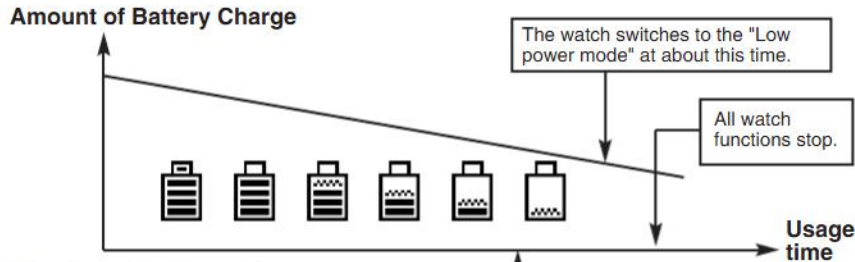 Amount of Battery Charge
The watch switches to the "Low
power mode" at about this time.
All watch
functions stop.
Usage
time